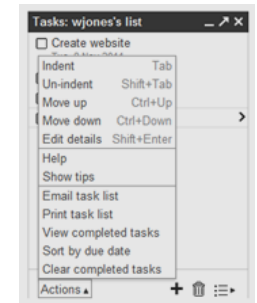 Tasks: wjones's list
Create website
Indent Tab
Un-indent Shift+Tab
Move up Ctrl+Up
Move down Ctrl+Down
Edit details Shift+Enter
Help
Show tips
Email task list
Print task list
View completed tasks
Sort by due date
Clear completed tasks
Actions